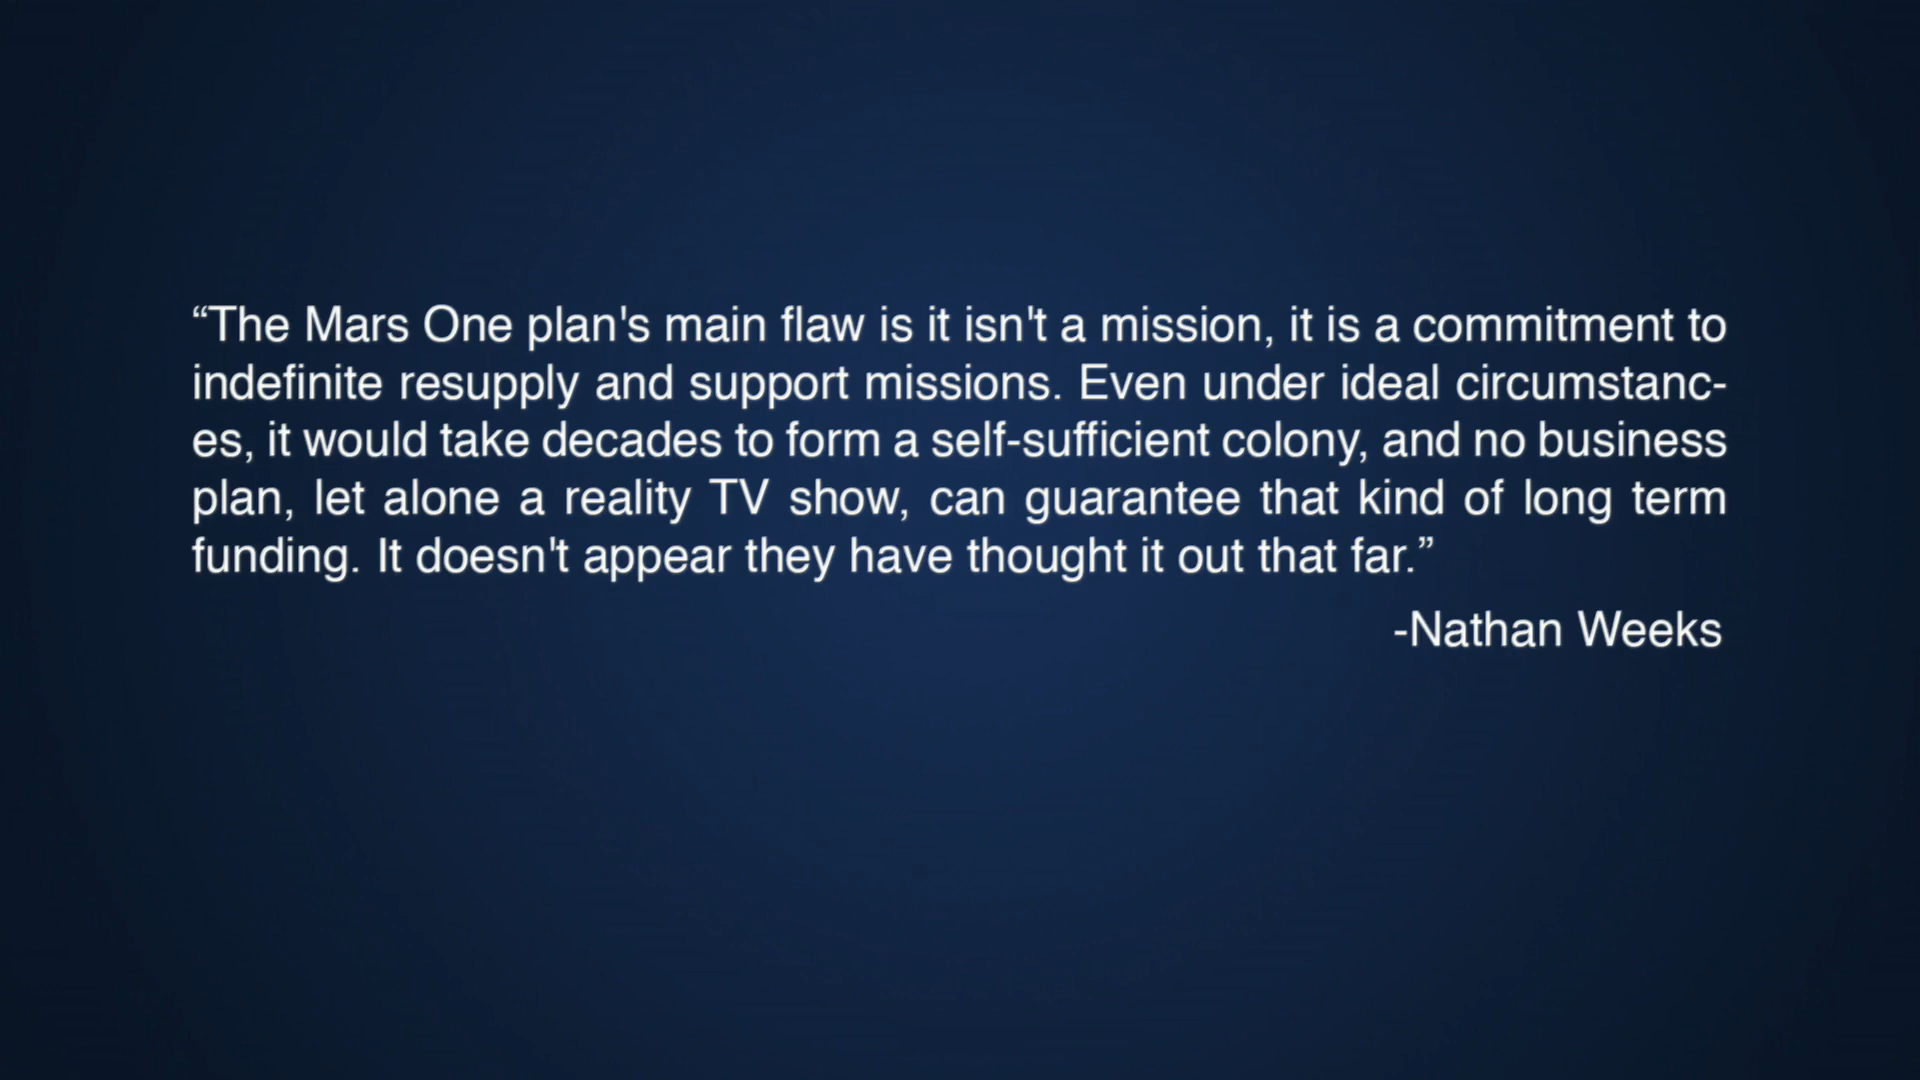 “The Mars One plan's main flaw is it isn't a mission, it is a commitment to
indefinite resupply and support missions. Even under ideal circumstanc-
es, it would take decades to form a self-sufficient colony, and no business
plan, let alone a reality TV show, can guarantee that kind of long term
funding. It doesn't appear they have thought it out that far.”
-Nathan Weeks